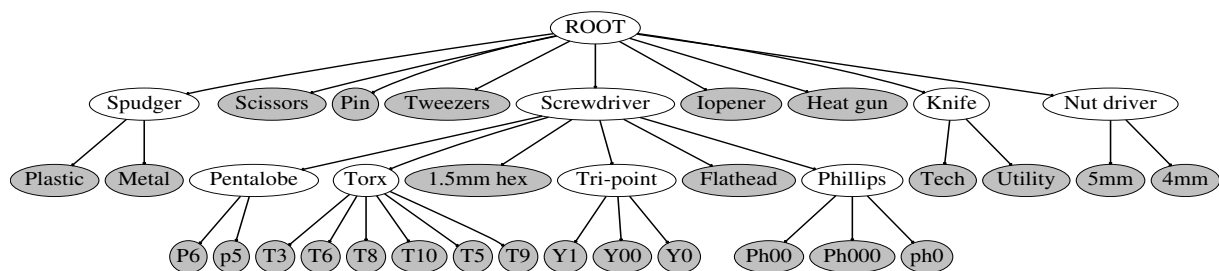 ROOT
Spudger Scissors Pin Tweezers Screwdriver Iopener Heat gun Knife Nut driver
Plastic Metal Pentalobe Torx 1.5mm hex Tri-point Flathead Phillips Tech Utility 5mm 4mm
P6 p5 T3 T6 T8 T10 T5 T9 Y1 Y00 Y0 Ph00 Ph000 ph0